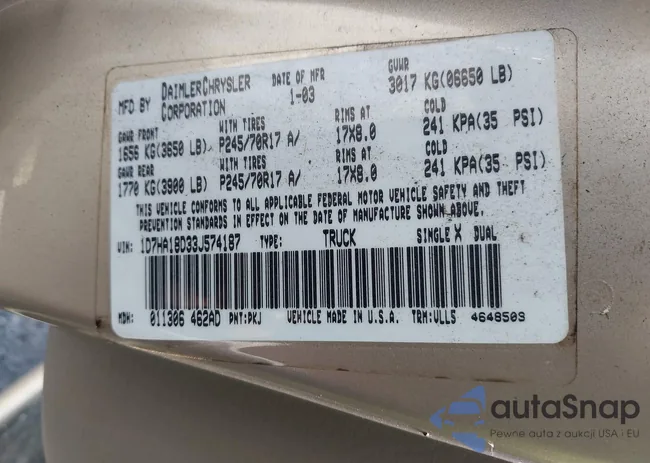 MFD BY DAIMLERCHRYSLER CORPORATION DATE OF MFR 1-03 GVWR 3017 KG(06650 LB)
GAWR FRONT WITH TIRES RIMS AT COLD
1656 KG(3650 LB) P245/70R17 A/ 17X8.0 241 KPA(35 PSI)
GAWR REAR WITH TIRES RIMS AT COLD
1770 KG(3900 LB) P245/70R17 A/ 17X8.0 241 KPA(35 PSI)
THIS VEHICLE CONFORMS TO ALL APPLICABLE FEDERAL MOTOR VEHICLE SAFETY AND THEFT
PREVENTION STANDARDS IN EFFECT ON THE DATE OF MANUFACTURE SHOWN ABOVE.
VIN: 1D7HA18D33J574187 TYPE: TRUCK SINGLE X DUAL
MDH: 011306 462AD PNT:PKJ VEHICLE MADE IN U.S.A. TRM:VLL5 4648503
autoSnap
Pewne auta z aukcji USA i EU